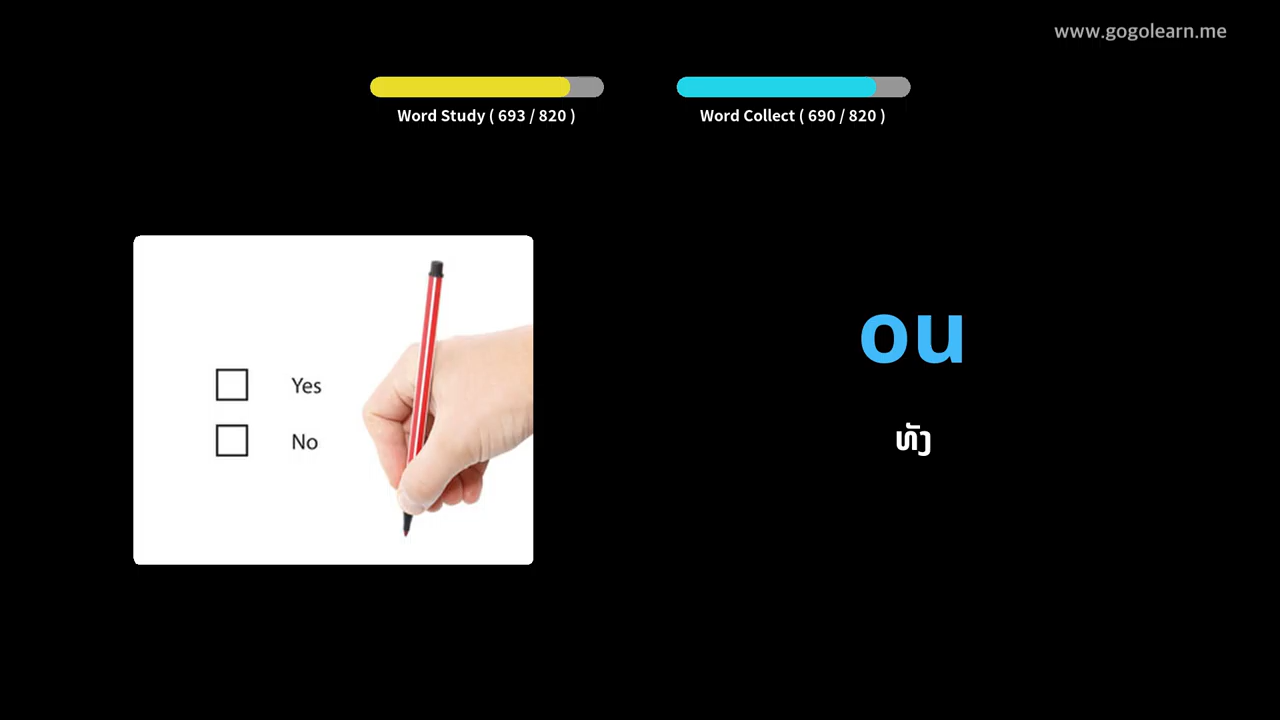 www.gogolearn.me
Word Study ( 693 / 820 )
Word Collect ( 690 / 820 )
Yes
No
ou
ທັງ